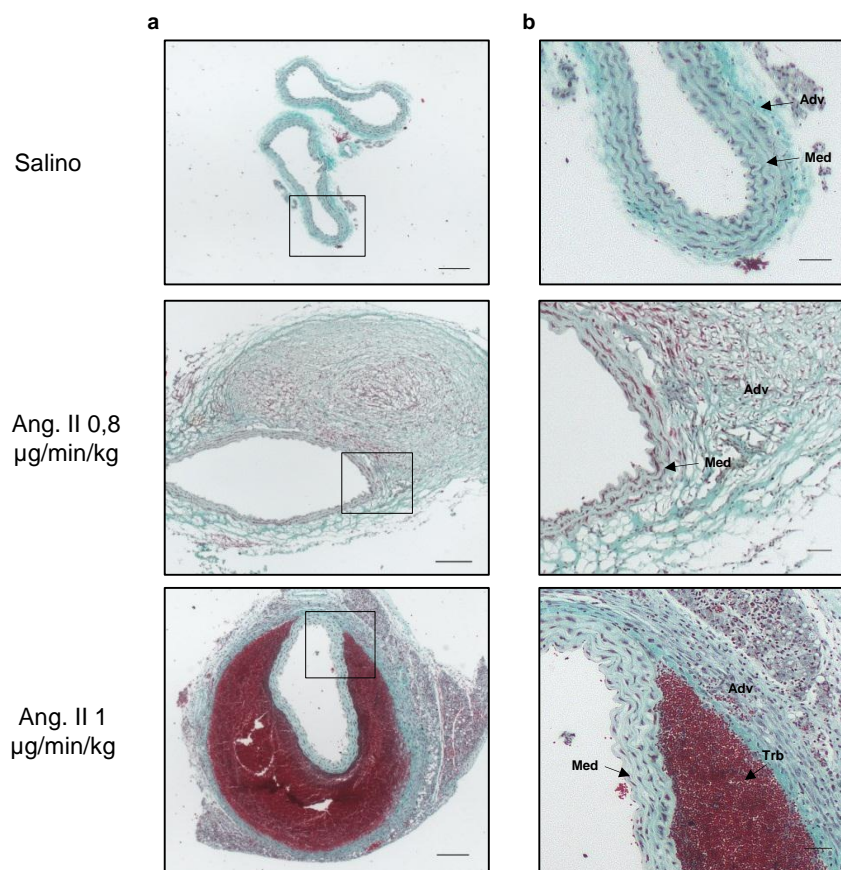 a
b
Salino
Adv
Med
Ang. II 0,8
µg/min/kg
Adv
Med
Ang. II 1
µg/min/kg
Adv
Trb
Med